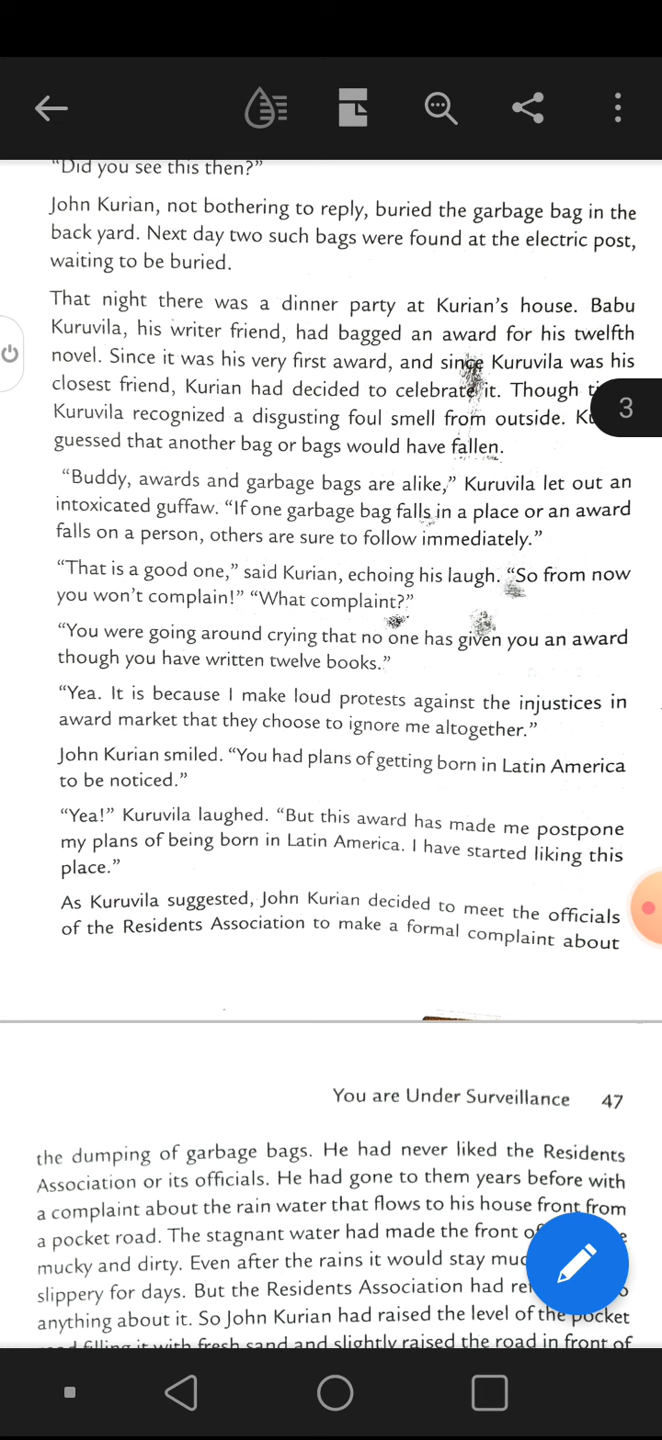 "Did you see this then?"
John Kurian, not bothering to reply, buried the garbage bag in the
back yard. Next day two such bags were found at the electric post,
waiting to be buried.
That night there was a dinner party at Kurian's house. Babu
Kuruvila, his writer friend, had bagged an award for his twelfth
novel. Since it was his very first award, and since Kuruvila was his
closest friend, Kurian had decided to celebrate it. Though
Kuruvila recognized a disgusting foul smell from outside.
3
guessed that another bag or bags would have fallen.
"Buddy, awards and garbage bags are alike," Kuruvila let out an
intoxicated guffaw. "If one garbage bag falls in a place or an award
falls on a person, others are sure to follow immediately."
"That is a good one," said Kurian, echoing his laugh. "So from now
you won't complain!" "What complaint?"
"You were going around crying that no one has given you an award
though you have written twelve books."
"Yea. It is because I make loud protests against the injustices in
award market that they choose to ignore me altogether."
John Kurian smiled. "You had plans of getting born in Latin America
to be noticed."
"Yea!" Kuruvila laughed. "But this award has made me postpone
my plans of being born in Latin America. I have started liking this
place."
As Kuruvila suggested, John Kurian decided to meet the officials
of the Residents Association to make a formal complaint about
You are Under Surveillance 47
the dumping of garbage bags. He had never liked the Residents
Association or its officials. He had gone to them years before with
a complaint about the rain water that flows to his house front from
a pocket road. The stagnant water had made the front
mucky and dirty. Even after the rains it would stay
slippery for days. But the Residents Association had
anything about it. So John Kurian had raised the level of the pocket
filling it with fresh sand and slightly raised the road in front of